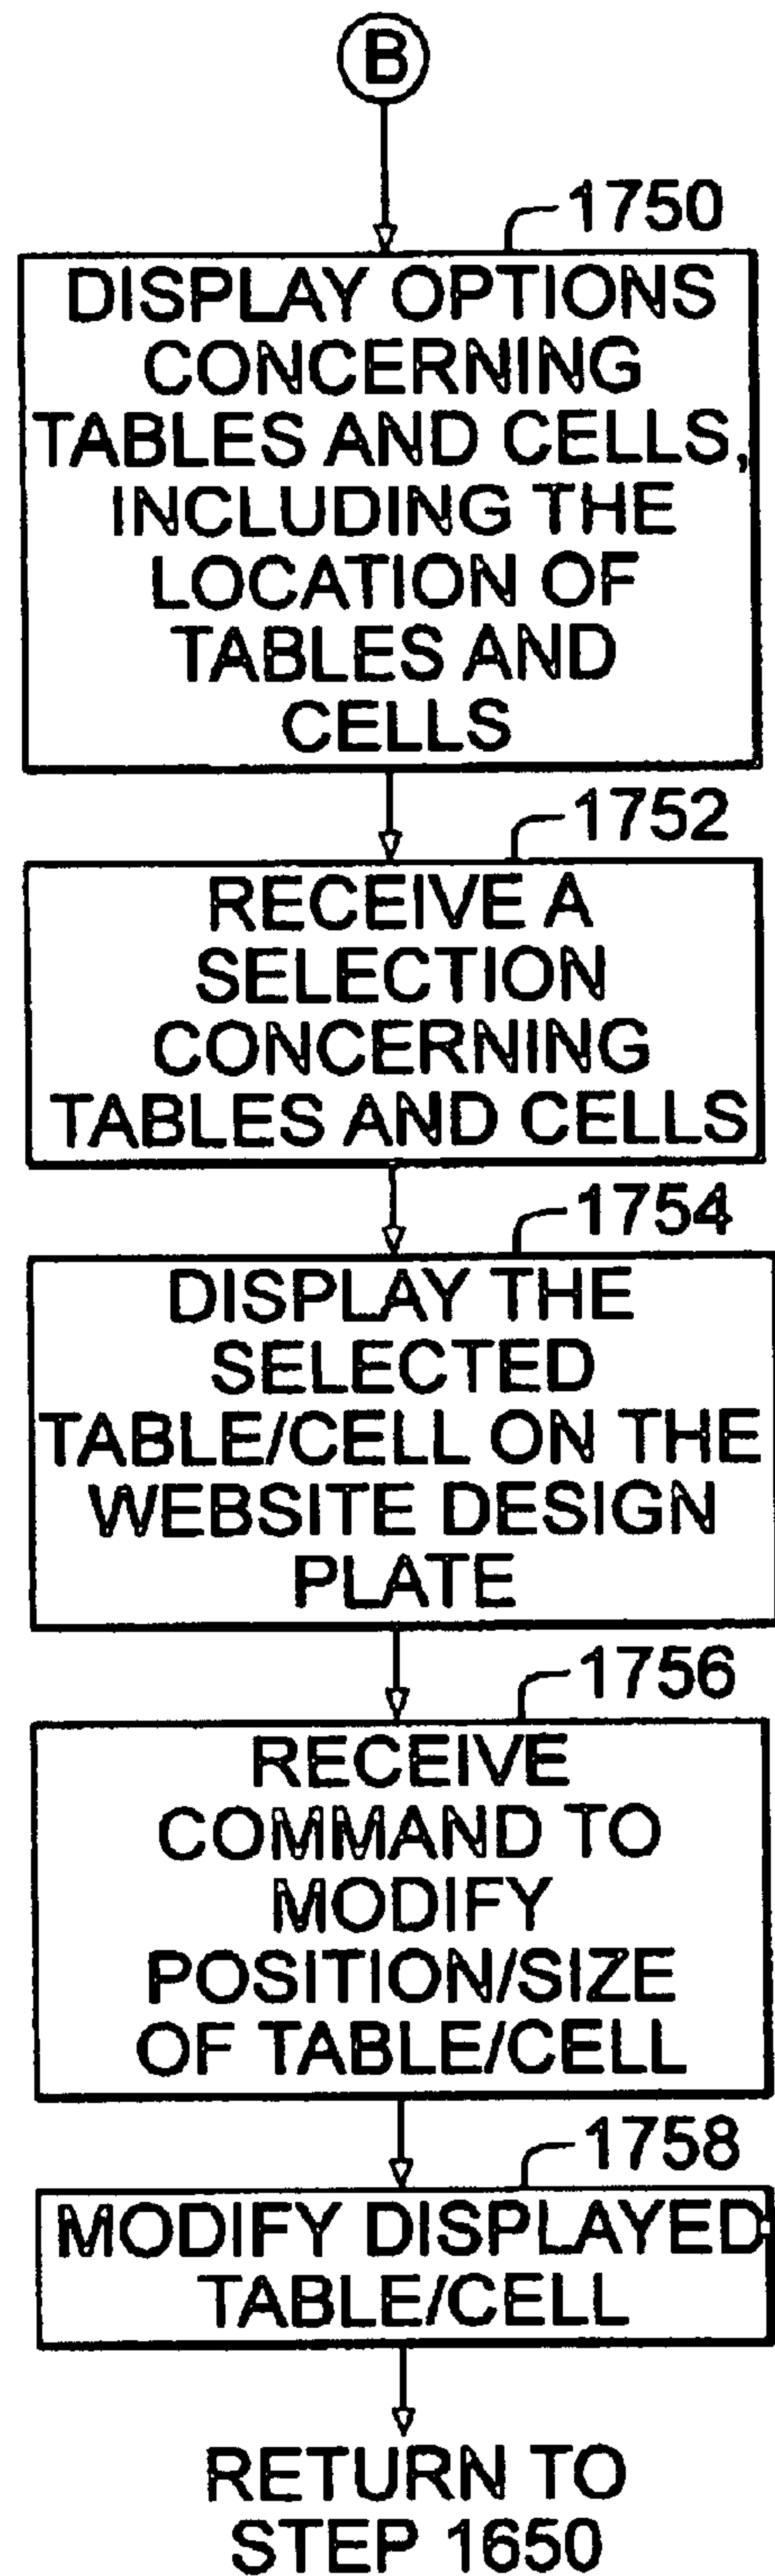 B
1750
DISPLAY OPTIONS
CONCERNING
TABLES AND CELLS,
INCLUDING THE
LOCATION OF
TABLES AND
CELLS
1752
RECEIVE A
SELECTION
CONCERNING
TABLES AND CELLS
1754
DISPLAY THE
SELECTED
TABLE/CELL ON THE
WEBSITE DESIGN
PLATE
1756
RECEIVE
COMMAND TO
MODIFY
POSITION/SIZE
OF TABLE/CELL
1758
MODIFY DISPLAYED
TABLE/CELL
RETURN TO
STEP 1650